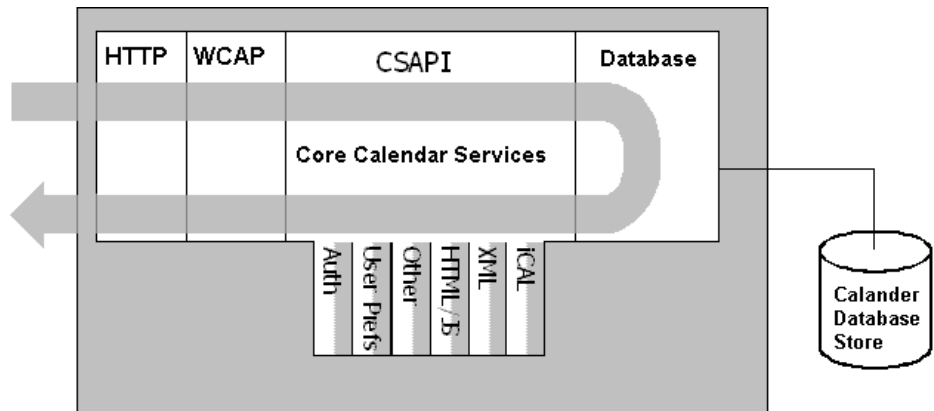 HTTP
WCAP
CSAPI
Database
Core Calendar Services
Auth
User Prefs
Other
HTML/JS
XML
iCAL
Calander
Database
Store